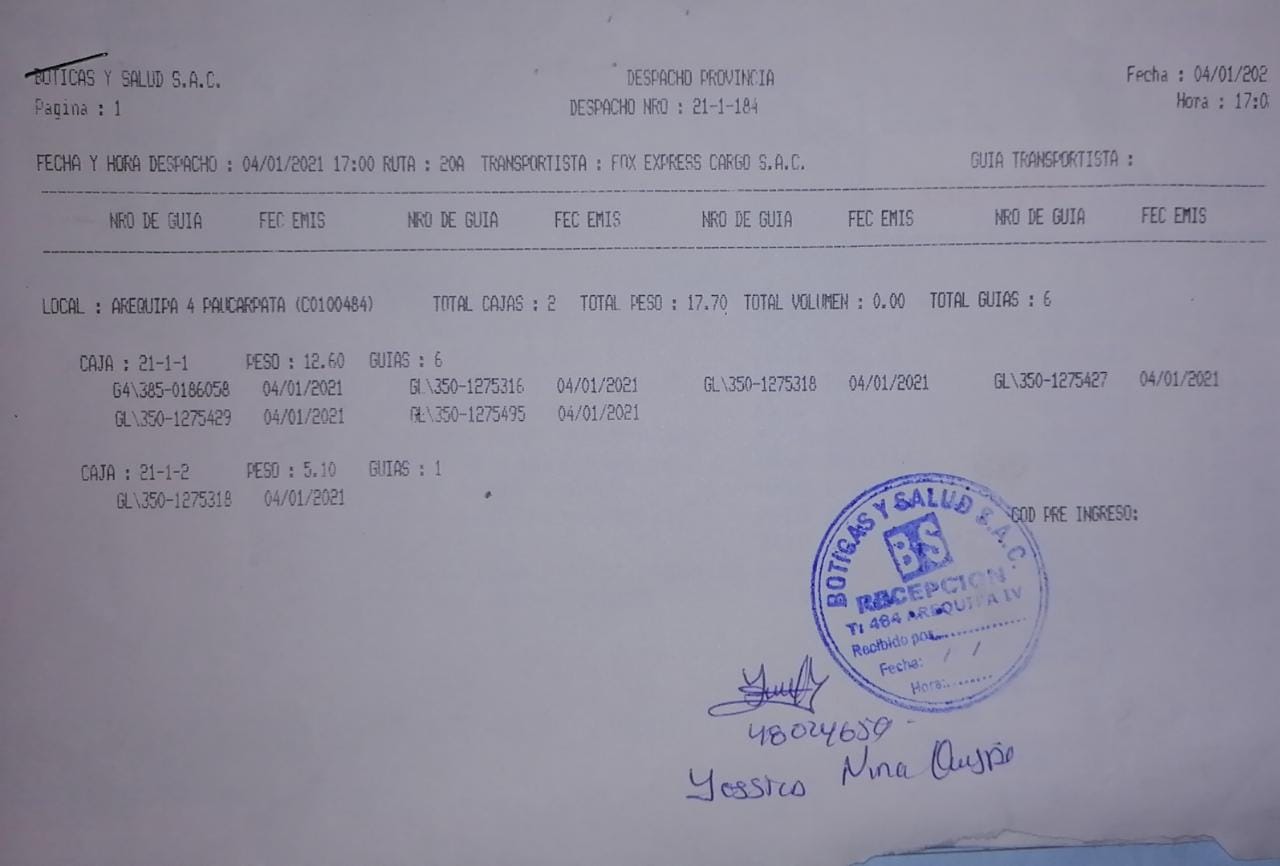 BOTICAS Y SALUD S.A.C. DESPACHO PROVINCIA Fecha : 04/01/202
Pagina : 1 DESPACHO NRO : 21-1-184 Hora : 17:0
FECHA Y HORA DESPACHO : 04/01/2021 17:00 RUTA : 20A TRANSPORTISTA : FOX EXPRESS CARGO S.A.C. GUIA TRANSPORTISTA :
NRO DE GUIA FEC EMIS NRO DE GUIA FEC EMIS NRO DE GUIA FEC EMIS NRO DE GUIA FEC EMIS
LOCAL : AREQUIPA 4 PAUCARPATA (C0100484) TOTAL CAJAS : 2 TOTAL PESO : 17.70 TOTAL VOLUMEN : 0.00 TOTAL GUIAS : 6
CAJA : 21-1-1 PESO : 12.60 GUIAS : 6
G4\385-0186058 04/01/2021 GL\350-1275316 04/01/2021 GL\350-1275318 04/01/2021 GL\350-1275427 04/01/2021
GL\350-1275429 04/01/2021 GL\350-1275495 04/01/2021
CAJA : 21-1-2 PESO : 5.10 GUIAS : 1
GL\350-1275318 04/01/2021
COD PRE INGRESO:
BOTICAS Y SALUD S.A.C.
BS
RECEPCION
TI 484 AREQUIPA IV
Recibido por:..................
Fecha: / /
Hora:.........
48024650
Yessica Nina Quispe